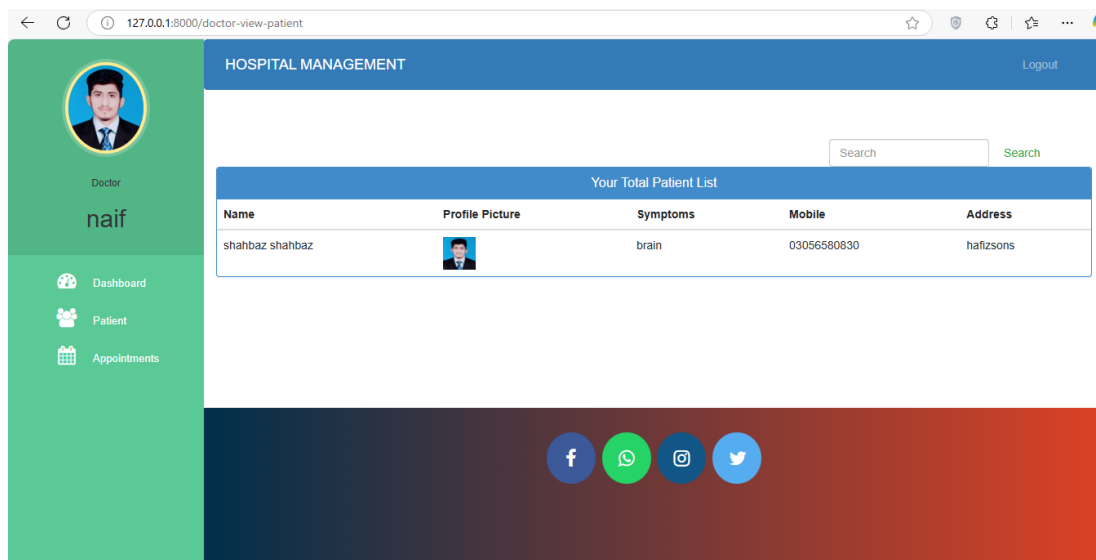 127.0.0.1:8000/doctor-view-patient
HOSPITAL MANAGEMENT Logout
Search Search
Doctor
naif
Dashboard
Patient
Appointments
Your Total Patient List
Name Profile Picture Symptoms Mobile Address
shahbaz shahbaz brain 03056580830 hafizsons